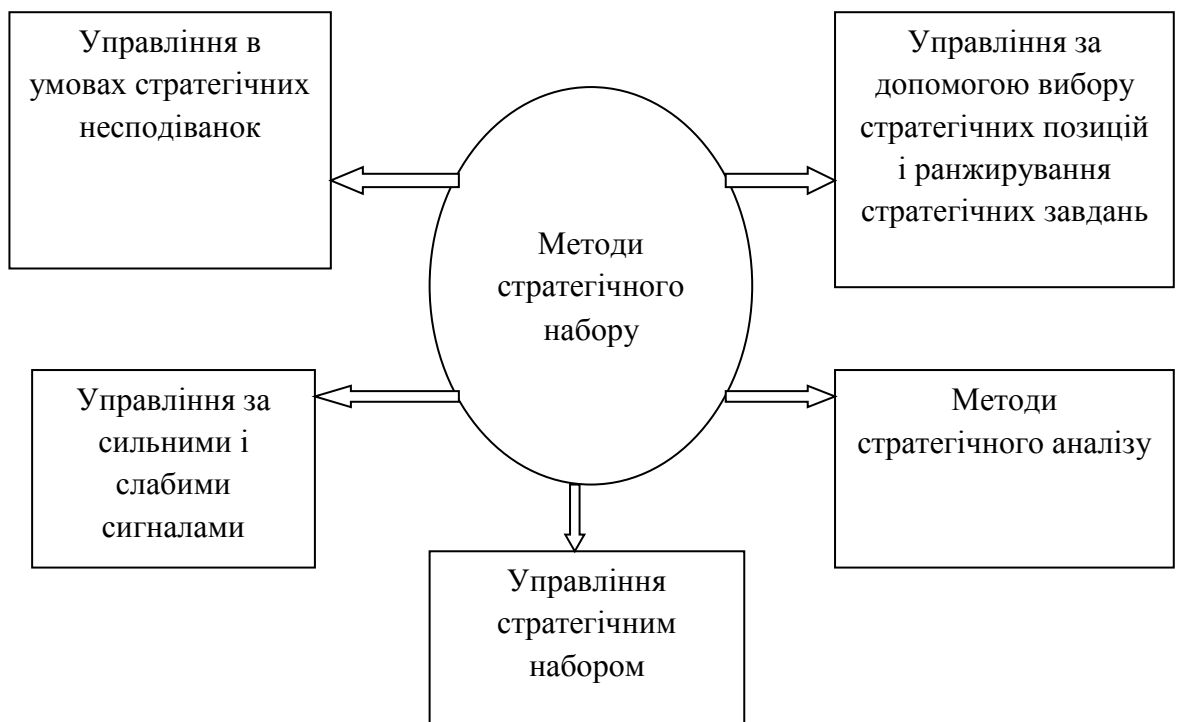 Управління в
умовах стратегічних
несподіванок
Управління за
допомогою вибору
стратегічних позицій
і ранжирування
стратегічних завдань
Методи
стратегічного
набору
Управління за
сильними і
слабими
сигналами
Методи
стратегічного аналізу
Управління
стратегічним
набором